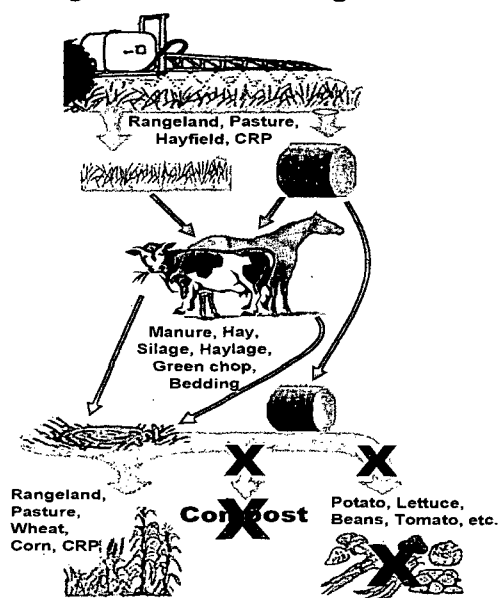 Rangeland, Pasture,
Hayfield, CRP
Manure, Hay,
Silage, Haylage,
Green chop,
Bedding
Rangeland,
Pasture,
Wheat,
Corn, CRP
Compost
Potato, Lettuce,
Beans, Tomato, etc.